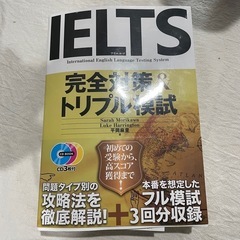 IELTS
International English Language Testing System
完全対策&
トリプル模試
Sarah Morikawa
Luke Harrington
CD3枚付
初めての
受験から、
高スコア
獲得まで!
問題タイプ別の
攻略法を
徹底解説!
+
本番を想定した
フル模試
3回分収録